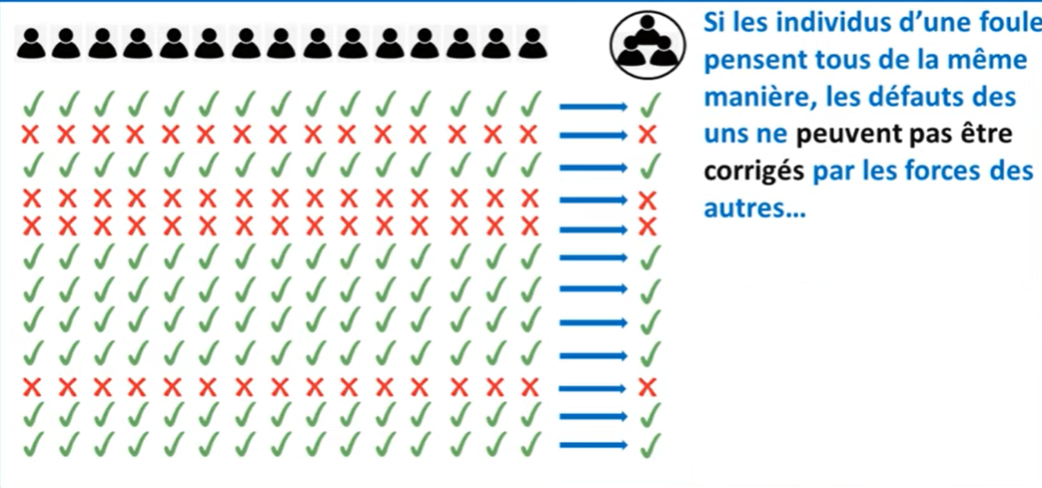 Si les individus d’une foule
pensent tous de la même
manière, les défauts des
uns ne peuvent pas être
corrigés par les forces des
autres...